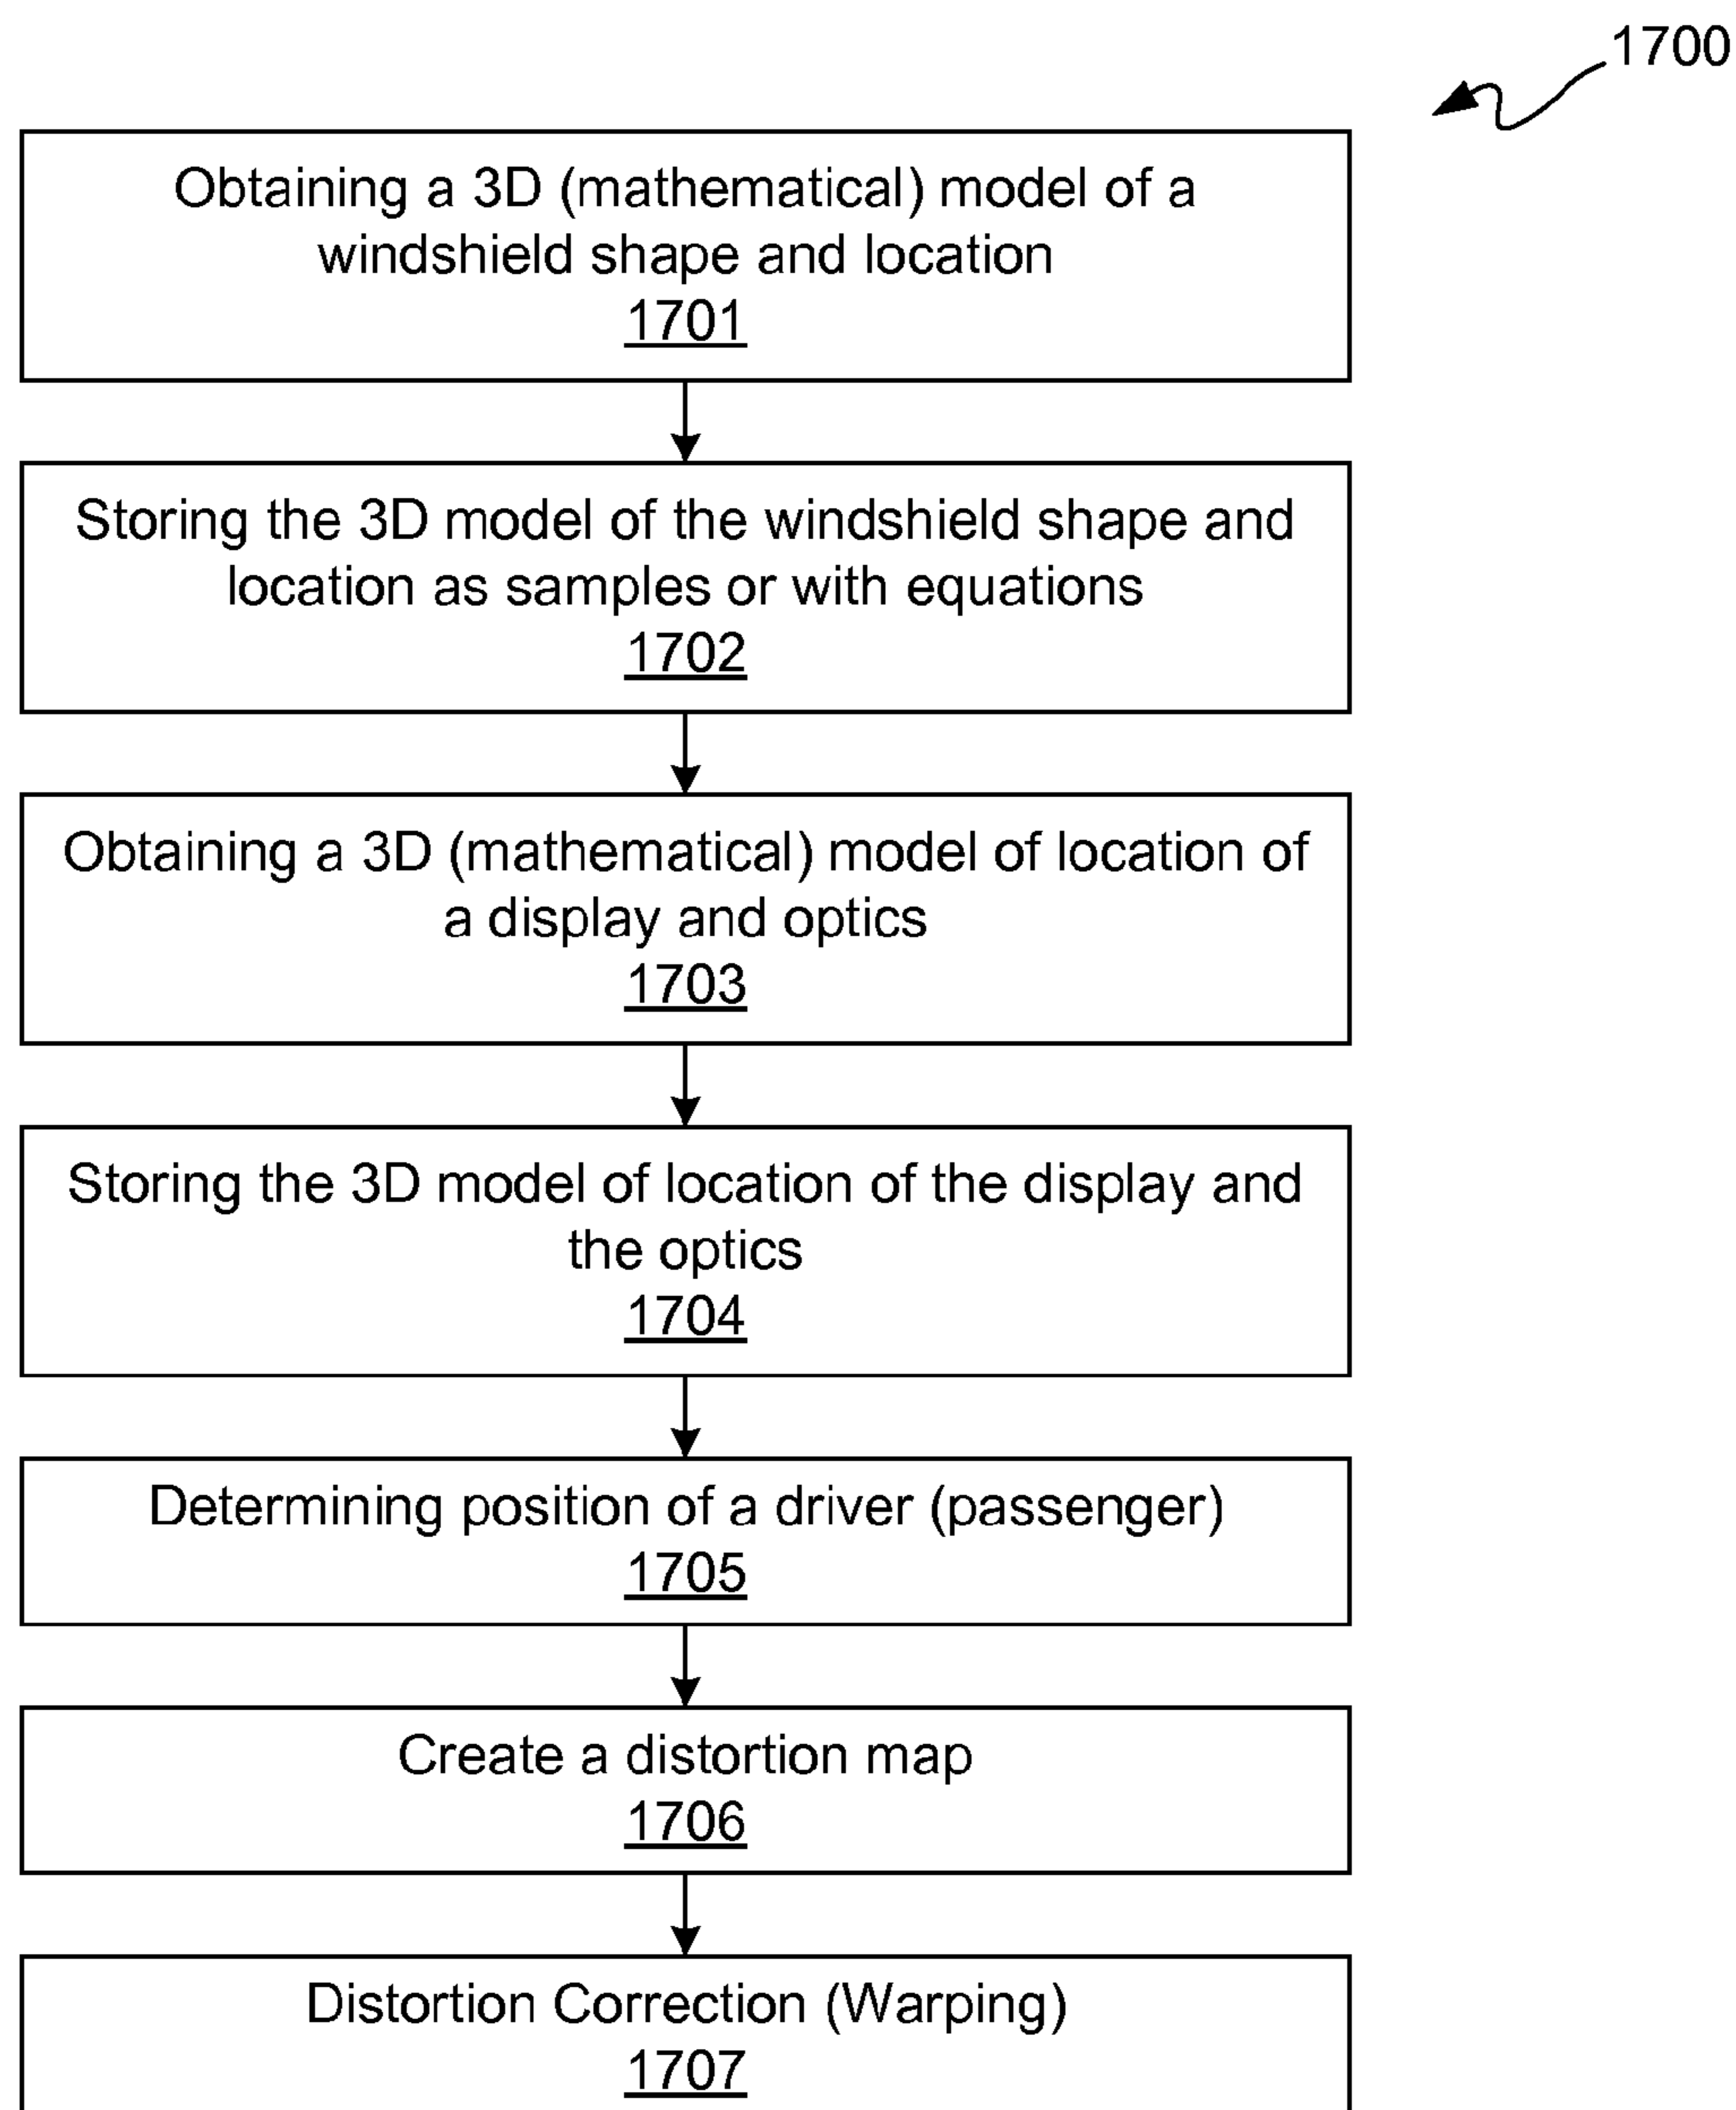 1700
Obtaining a 3D (mathematical) model of a
windshield shape and location
1701
Storing the 3D model of the windshield shape and
location as samples or with equations
1702
Obtaining a 3D (mathematical) model of location of
a display and optics
1703
Storing the 3D model of location of the display and
the optics
1704
Determining position of a driver (passenger)
1705
Create a distortion map
1706
Distortion Correction (Warping)
1707